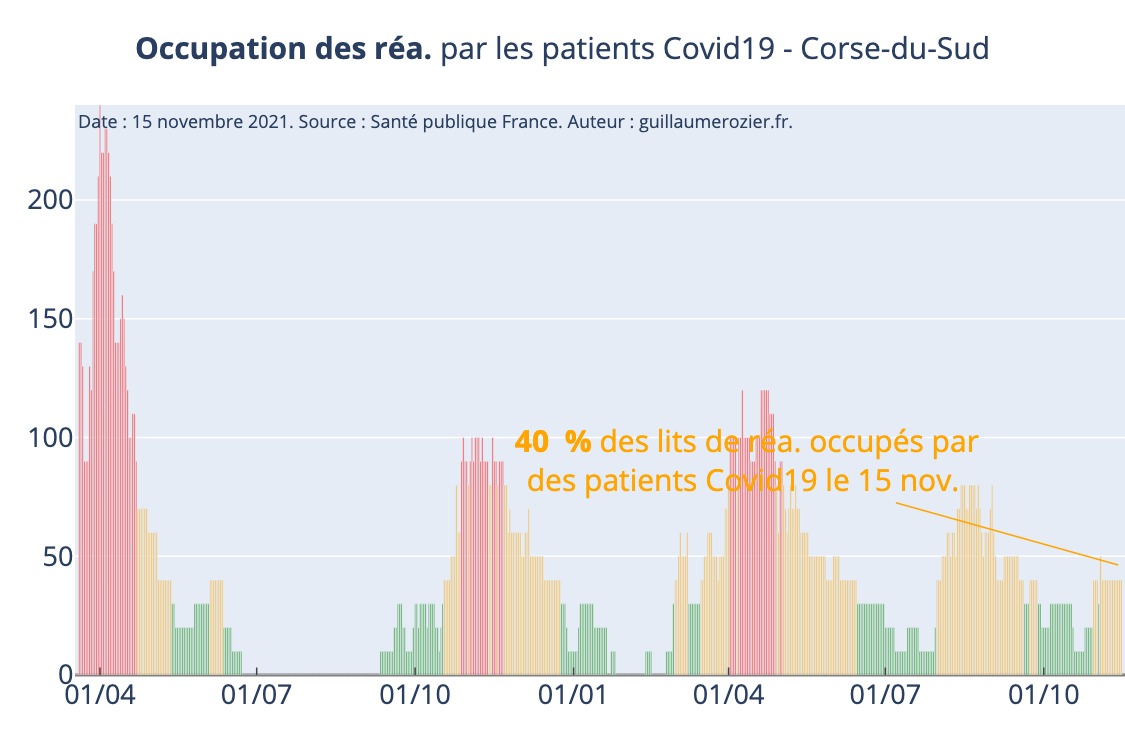 Occupation des réa. par les patients Covid19 - Corse-du-Sud
Date : 15 novembre 2021. Source : Santé publique France. Auteur : guillaumerozier.fr.
200
150
100
40 % des lits de réa. occupés par
des patients Covid19 le 15 nov.
50
0
01/04 01/07 01/10 01/01 01/04 01/07 01/10